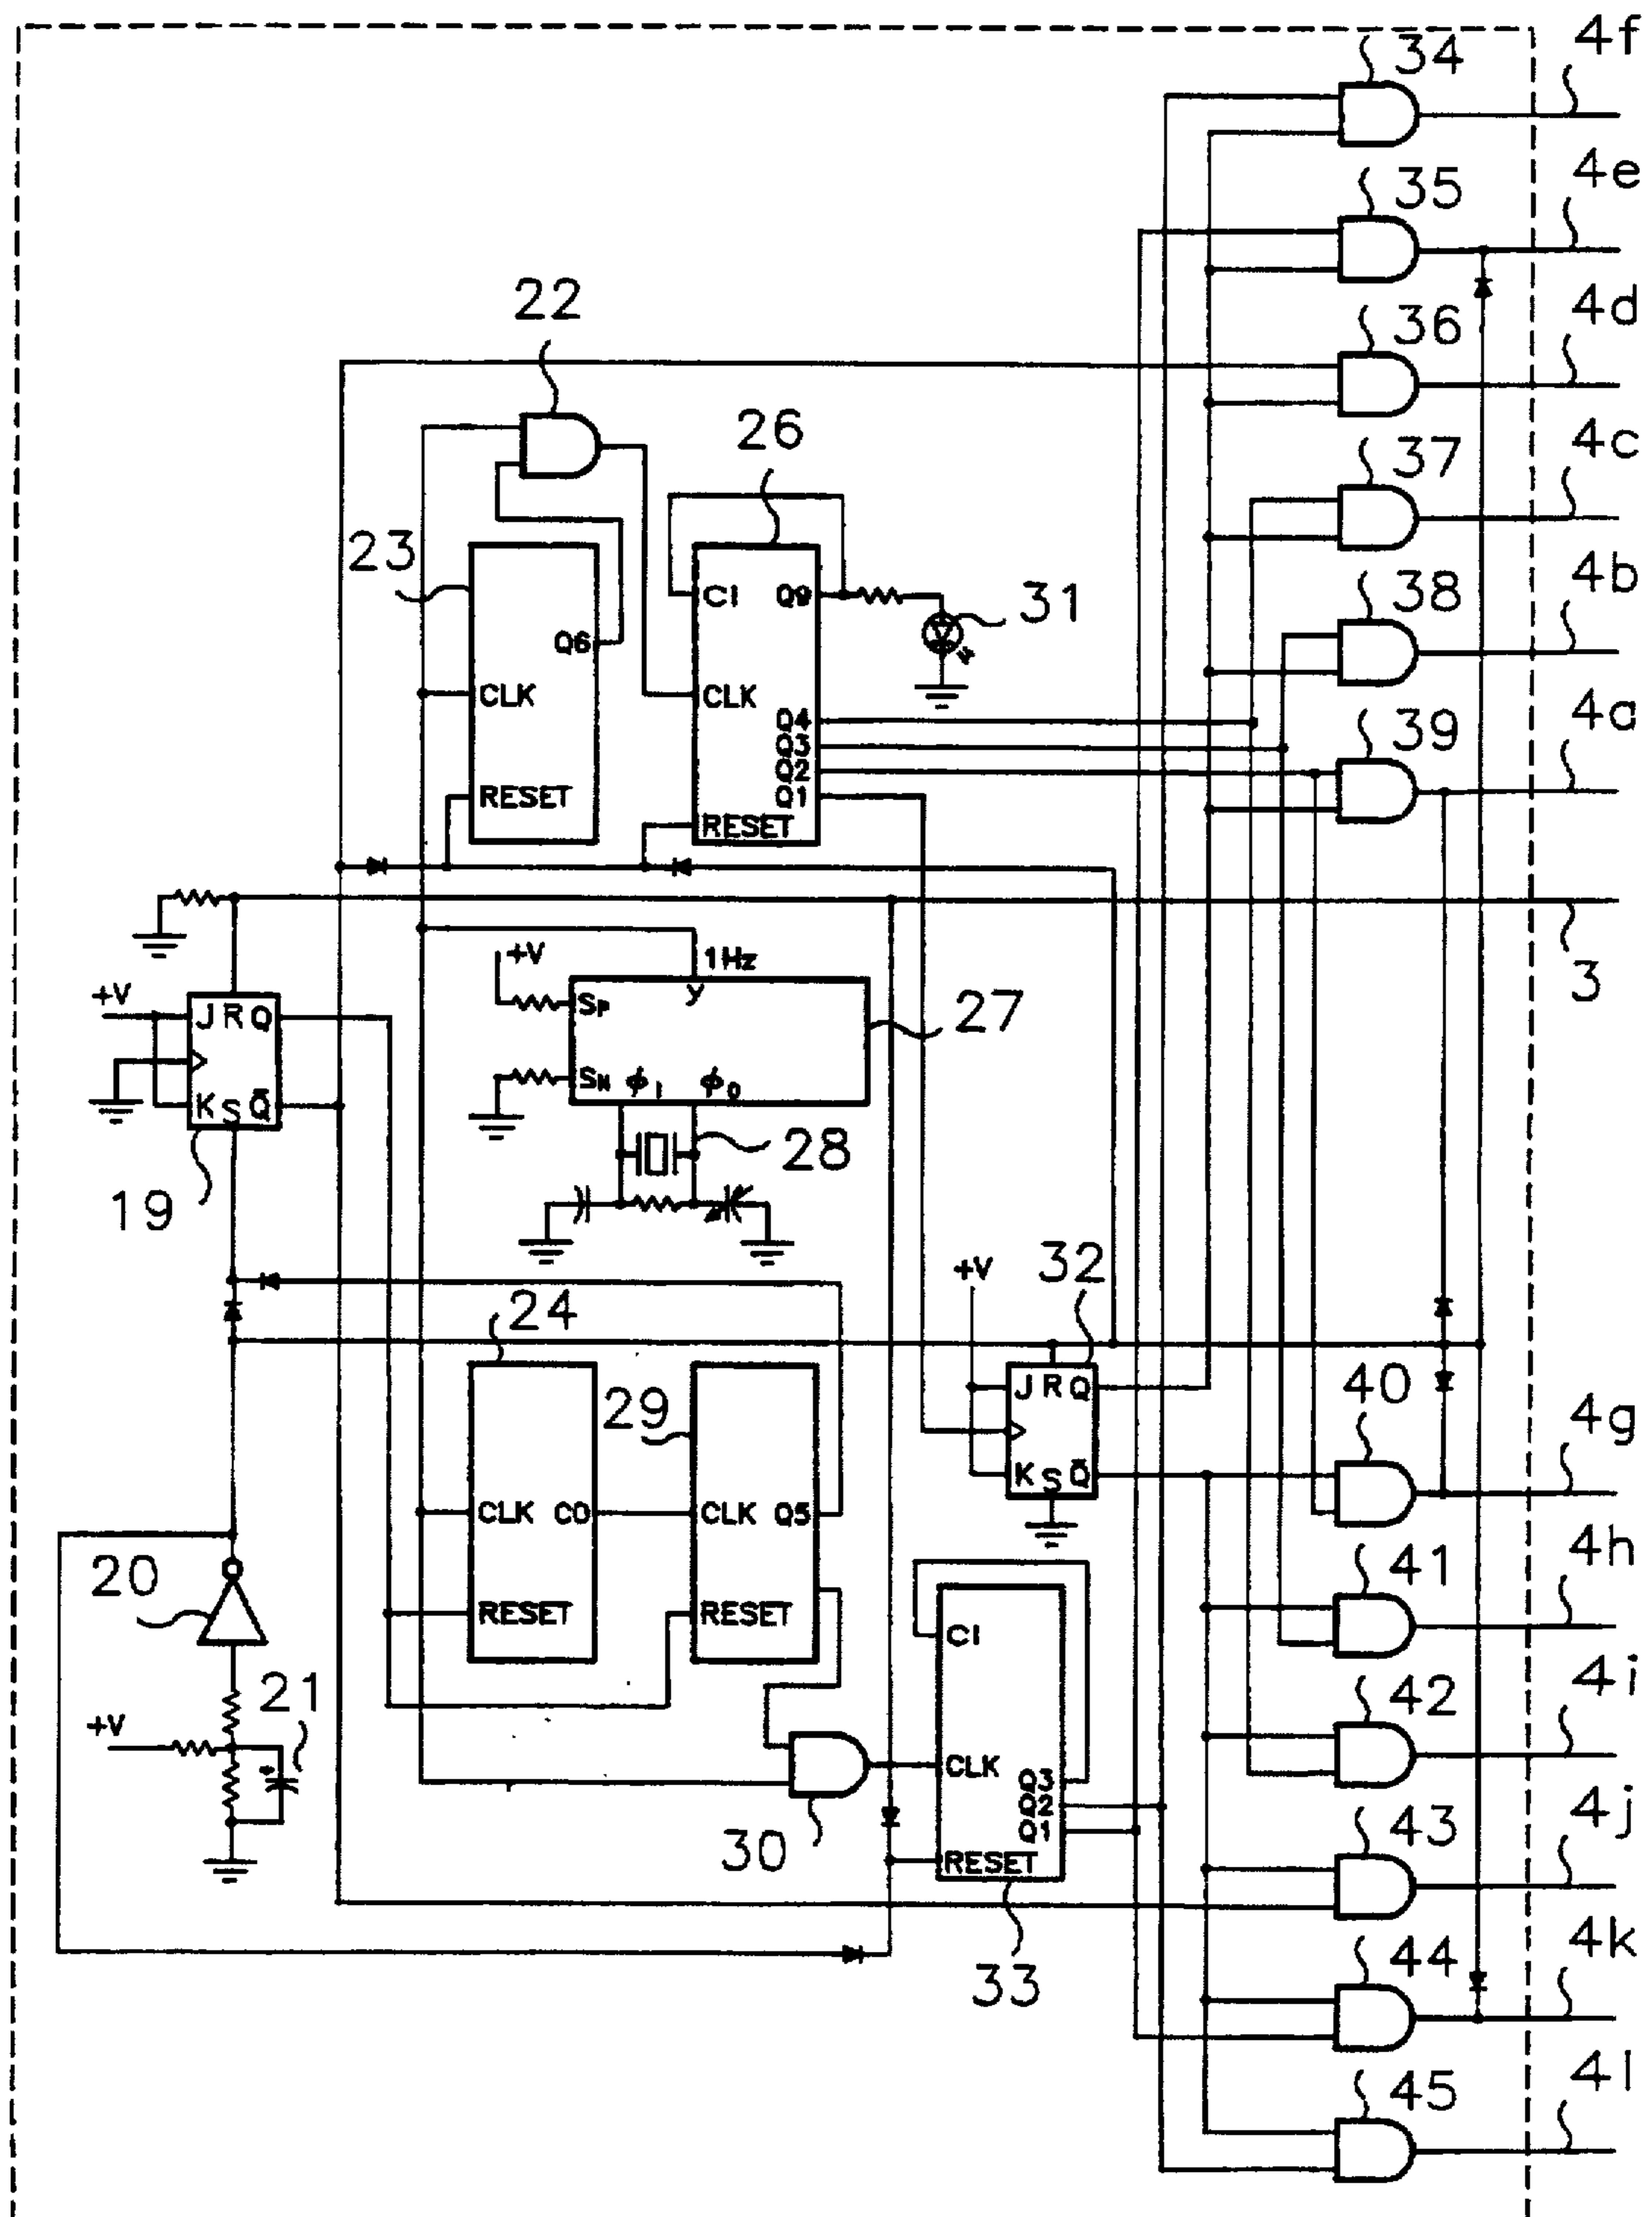 4f
34
4e
35
4d
36
22
4c
37
26
4b
38
23
CI Q9
31
Q6
4a
39
CLK
CLK
Q4
Q3
Q2
Q1
RESET
RESET
+V
1Hz
y
3
+V
J R Q
SP
27
SN φI φO
K S Q̄
28
19
32
+V
24
J R Q
40
29
4g
K S Q̄
CLK CO
CLK Q5
41
4h
20
RESET
RESET
CI
42
4i
21
+V
CLK
Q3
Q2
Q1
43
4j
30
RESET
44
4k
33
45
4l